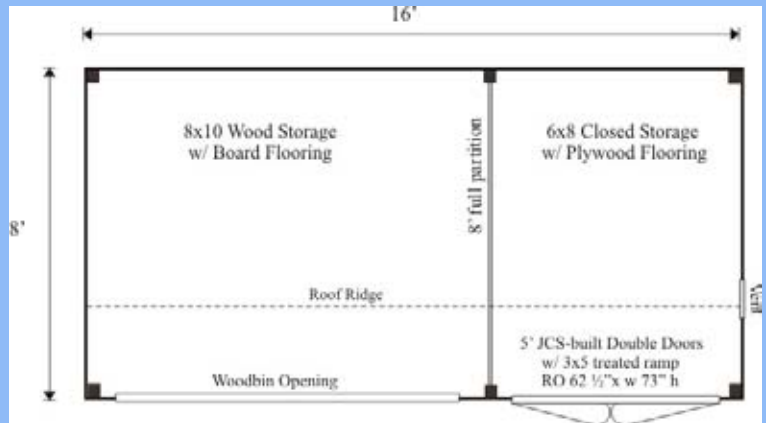 16’
8x10 Wood Storage
w/ Board Flooring
8’ full partition
6x8 Closed Storage
w/ Plywood Flooring
8’
Roof Ridge
Vent
5’ JCS-built Double Doors
w/ 3x5 treated ramp
RO 62 ½”x w 73” h
Woodbin Opening